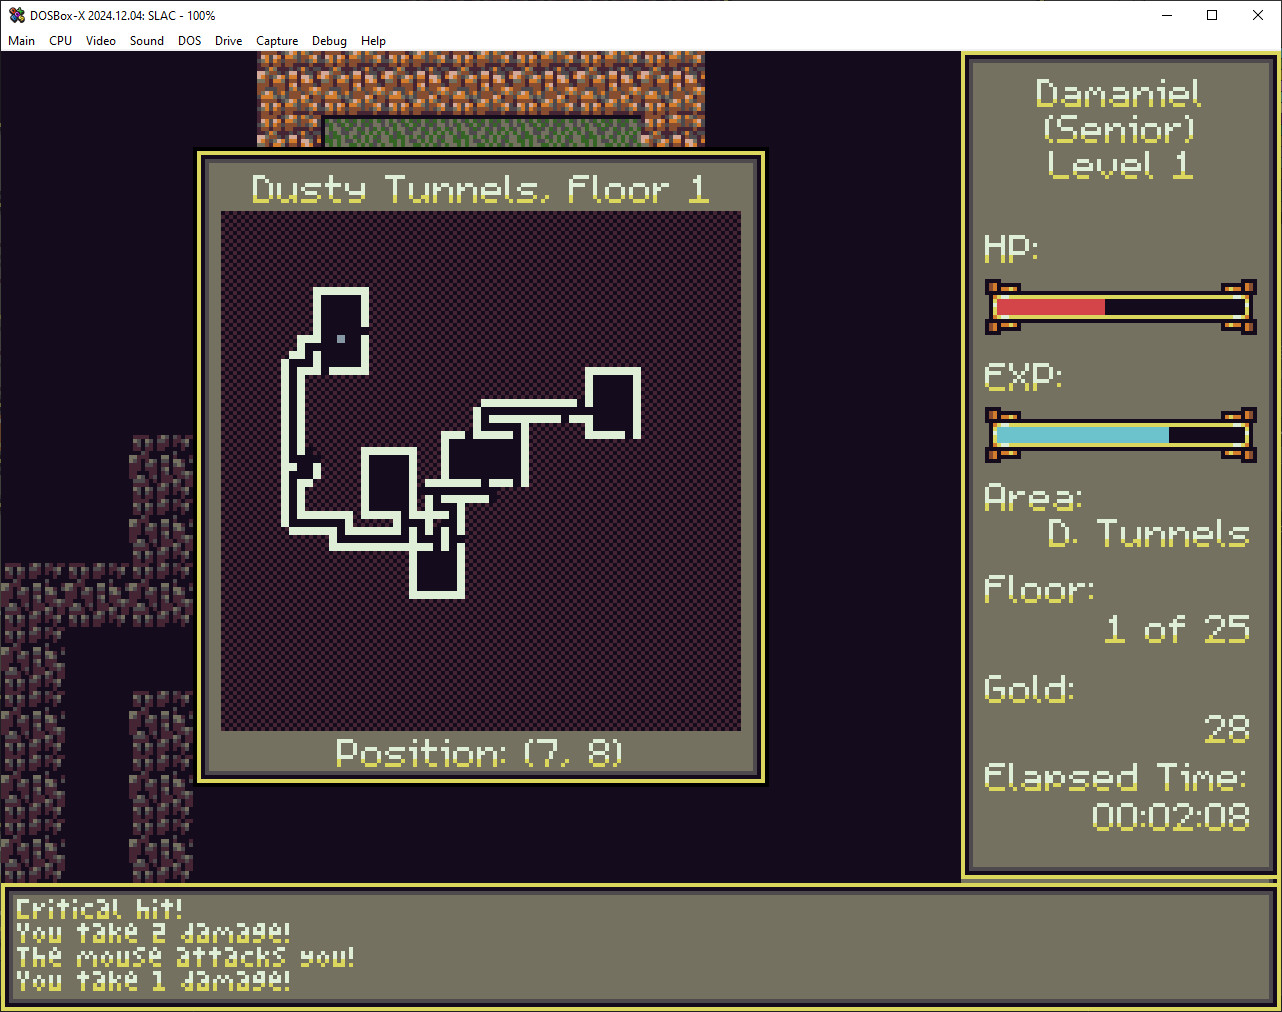 DOSBox-X 2024.12.04: SLAC - 100%
Main CPU Video Sound DOS Drive Capture Debug Help
Dusty Tunnels, Floor 1
Position: (7, 8)
Damaniel
(Senior)
Level 1
HP:
EXP:
Area:
D. Tunnels
Floor:
1 of 25
Gold:
28
Elapsed Time:
00:02:08
Critical hit!
You take 2 damage!
The mouse attacks you!
You take 1 damage!